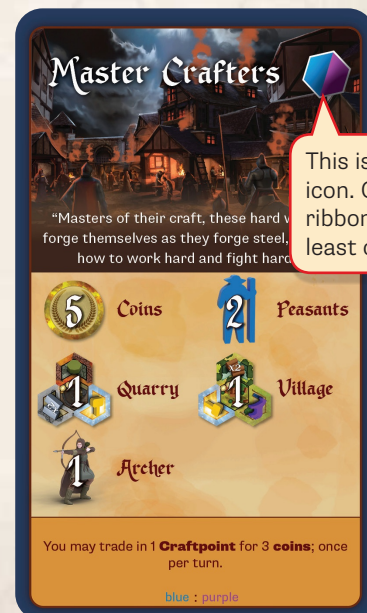 Master Crafters
This is
icon.
ribbon
least
“Masters of their craft, these hard
forge themselves as they forge steel,
how to work hard and fight hard
5 Coins 2 Peasants
1 Quarry 1 Village
1 Archer
You may trade in 1 Craftpoint for 3 coins; once
per turn.
blue : purple